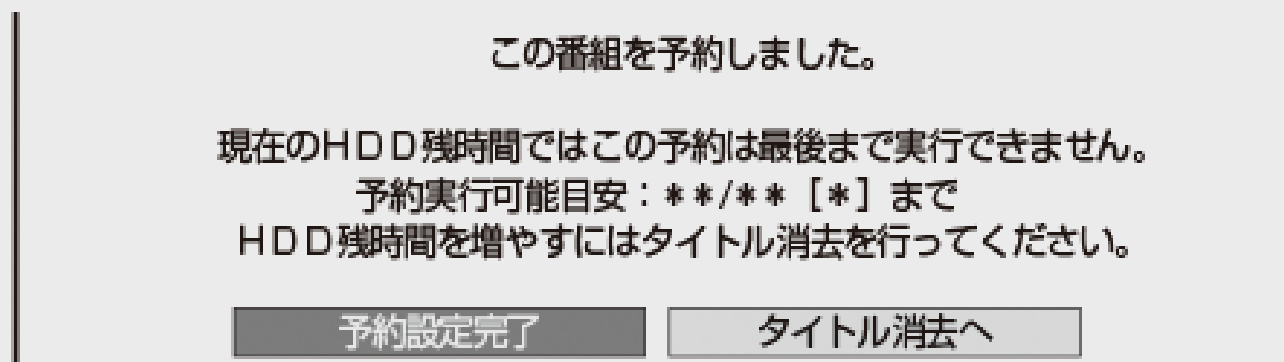 この番組を予約しました。
現在のHDD残時間ではこの予約は最後まで実行できません。
予約実行可能目安：＊＊/＊＊［＊］まで
HDD残時間を増やすにはタイトル消去を行ってください。
予約設定完了
タイトル消去へ